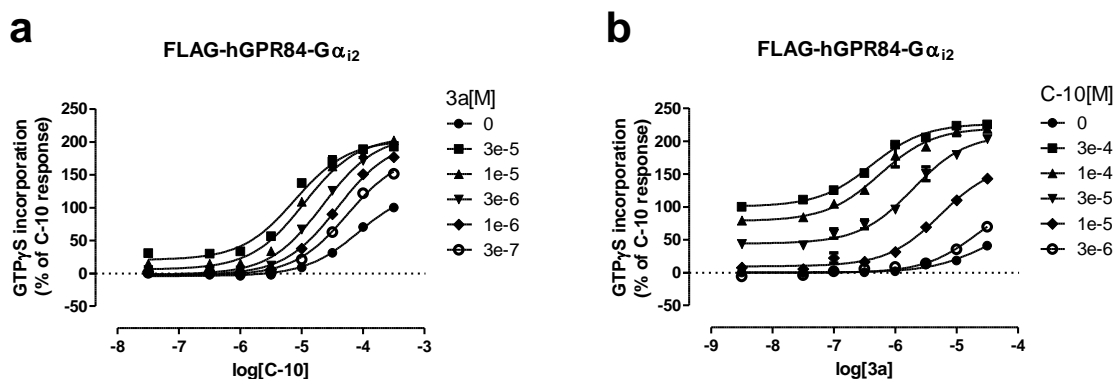 a
FLAG-hGPR84-Gαi2
GTPγS incorporation
(% of C-10 response)
250
200
150
100
50
0
-50
-8
-7
-6
-5
-4
-3
log[C-10]
3a[M]
0
3e-5
1e-5
3e-6
1e-6
3e-7
b
FLAG-hGPR84-Gαi2
GTPγS incorporation
(% of C-10 response)
250
200
150
100
50
0
-50
-9
-8
-7
-6
-5
-4
log[3a]
C-10[M]
0
3e-4
1e-4
3e-5
1e-5
3e-6